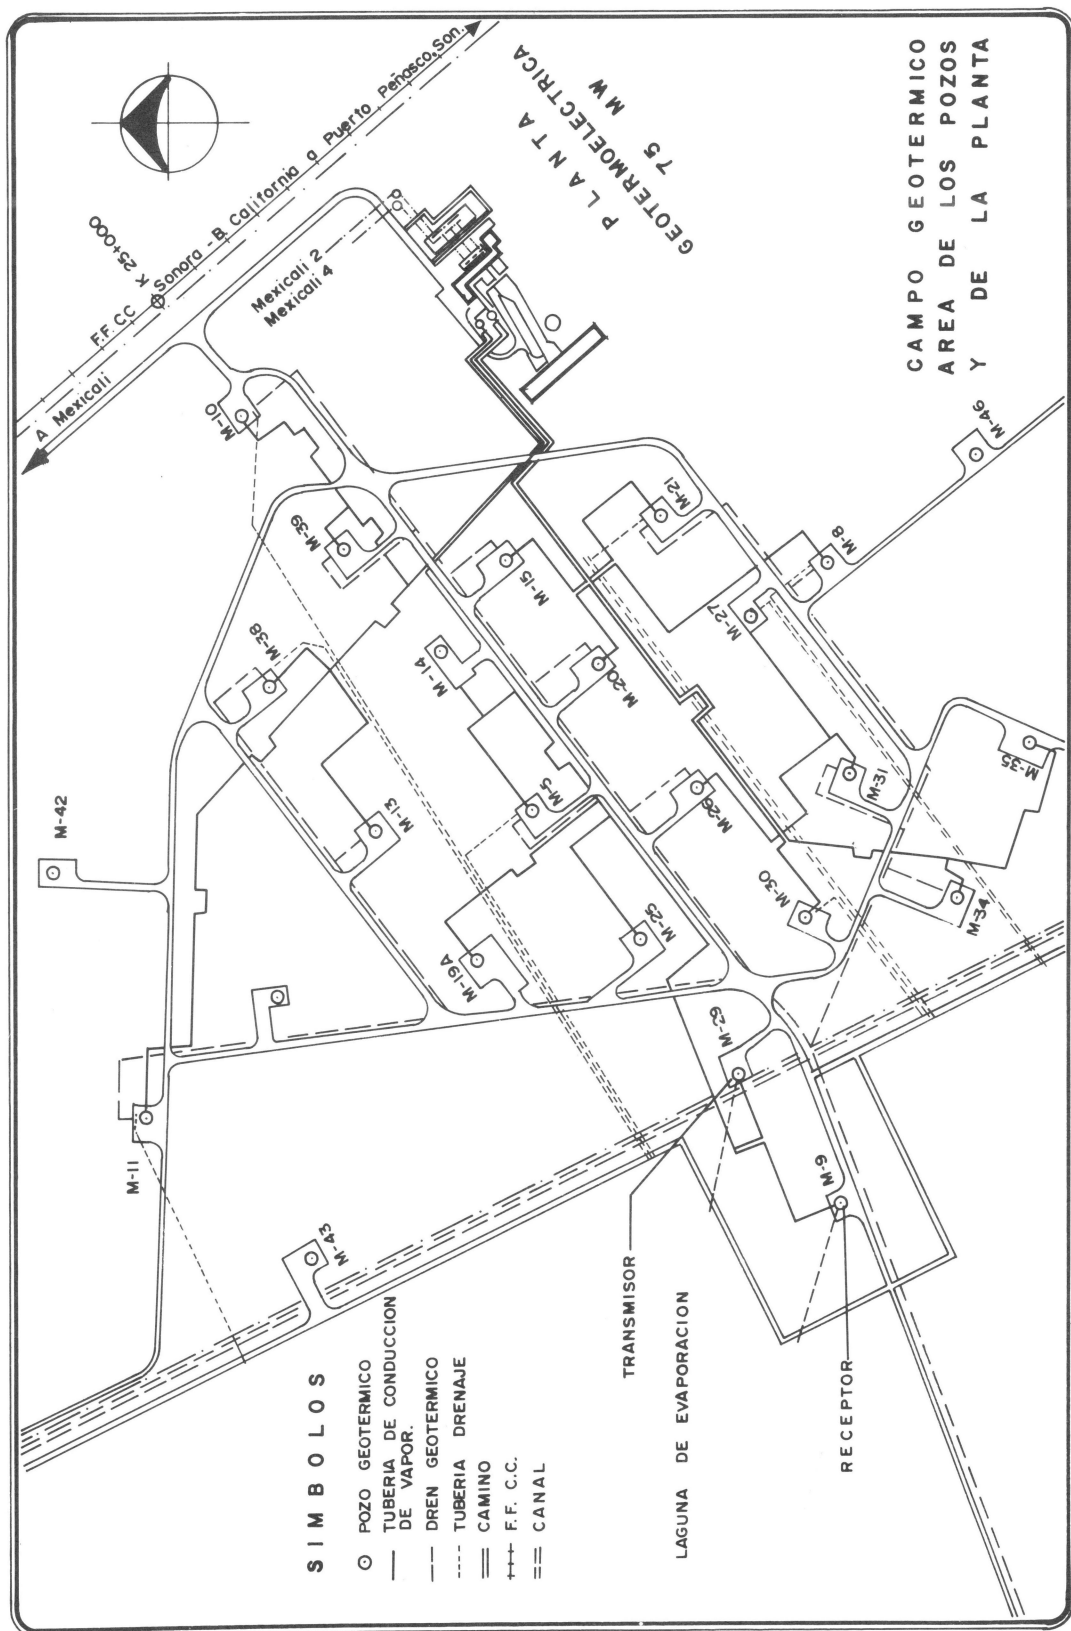 CAMPO GEOTERMICO
AREA DE LOS POZOS
Y DE LA PLANTA
PLANTA
GEOTERMOELECTRICA
75 MW
A Mexicali
F.F. CC Sonora - B. California a Puerto Peñasco, Son.
K 25+000
Mexicali 2
Mexicali 4
M-10
M-39
M-38
M-42
M-11
M-43
M-13
M-14
M-15
M-5
M-19A
M-20
M-21
M-25
M-26
M-27
M-8
M-46
M-29
M-30
M-31
M-34
M-35
M-9
TRANSMISOR
LAGUNA DE EVAPORACION
RECEPTOR
SIMBOLOS
POZO GEOTERMICO
TUBERIA DE CONDUCCION
DE VAPOR.
DREN GEOTERMICO
TUBERIA DRENAJE
CAMINO
F.F. C.C.
CANAL